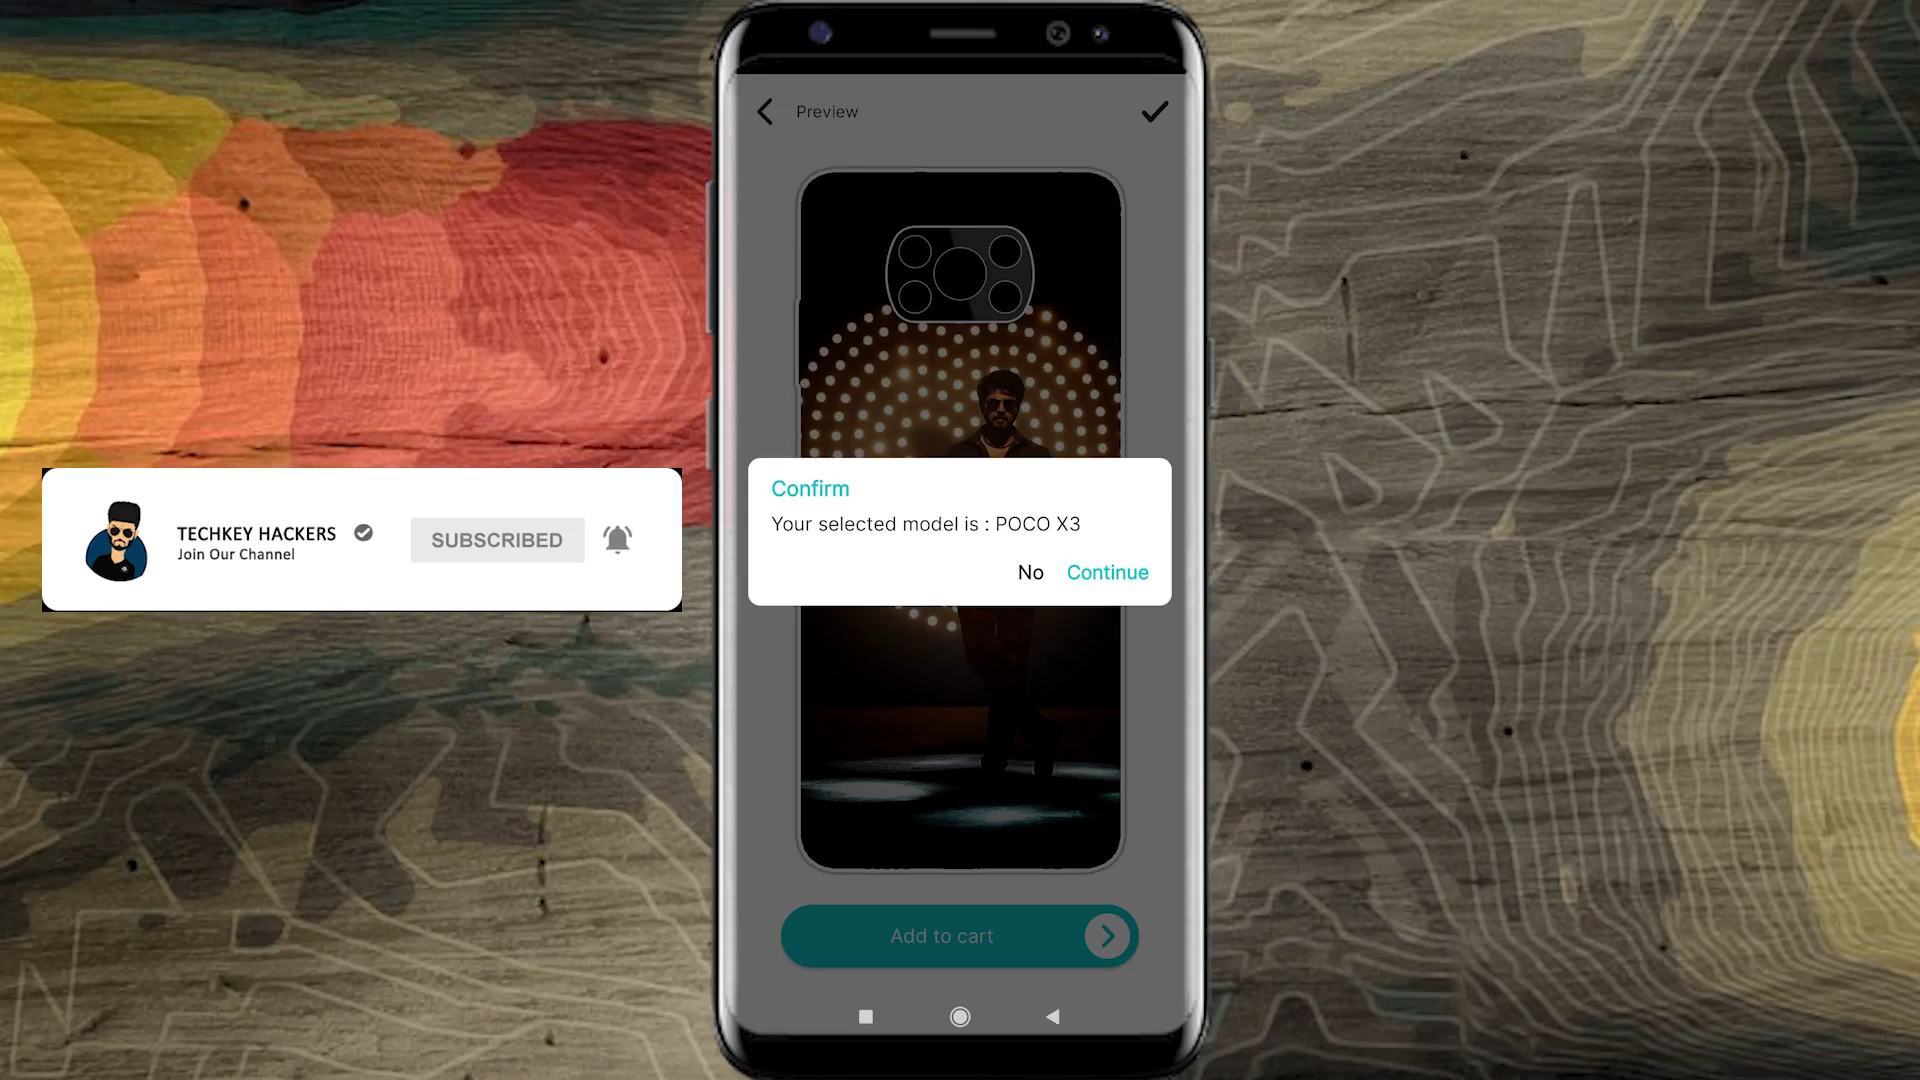 Preview
TECHKEY HACKERS
Join Our Channel
SUBSCRIBED
Confirm
Your selected model is : POCO X3
No Continue
Add to cart